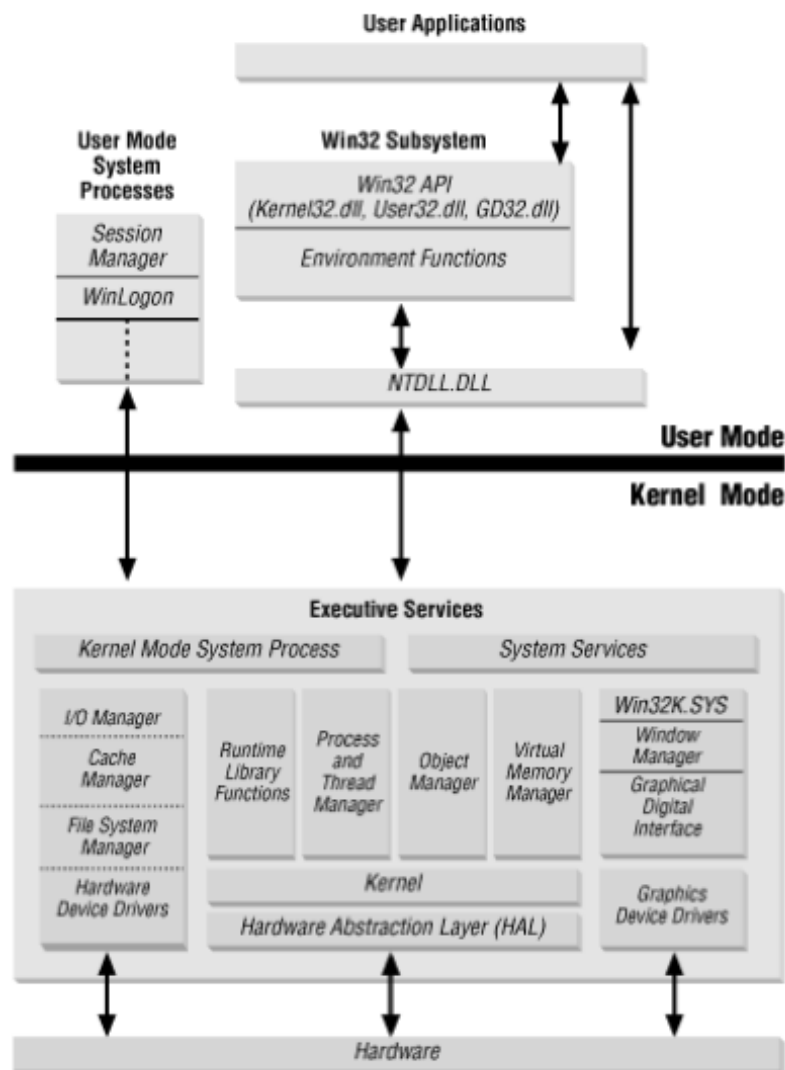 User Applications
User Mode
System
Processes
Win32 Subsystem
Session
Manager
WinLogon
Win32 API
(Kernel32.dll, User32.dll, GD32.dll)
Environment Functions
NTDLL.DLL
User Mode
Kernel Mode
Executive Services
Kernel Mode System Process
System Services
I/O Manager
Cache
Manager
File System
Manager
Hardware
Device Drivers
Runtime
Library
Functions
Process
and
Thread
Manager
Object
Manager
Virtual
Memory
Manager
Win32K.SYS
Window
Manager
Graphical
Digital
Interface
Kernel
Hardware Abstraction Layer (HAL)
Graphics
Device Drivers
Hardware